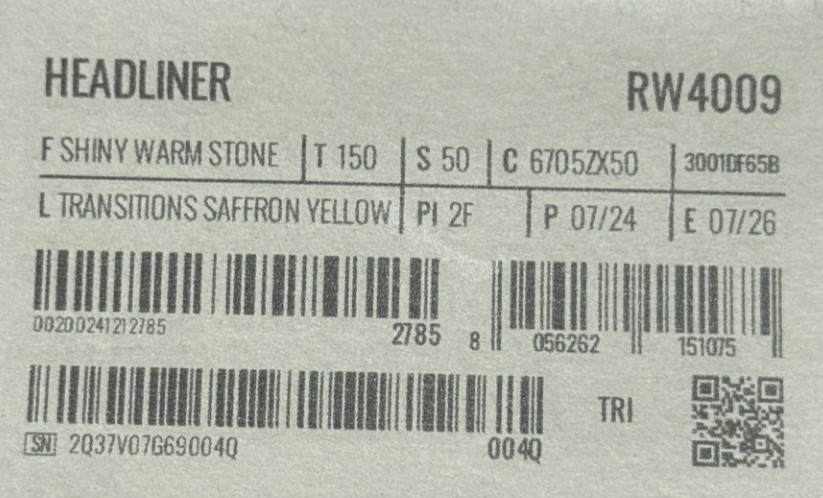 HEADLINER RW4009
F SHINY WARM STONE T 150 S 50 C 6705ZX50 3001DF65B
L TRANSITIONS SAFFRON YELLOW PI 2F P 07/24 E 07/26
00200241212785 2785 8 056262 151075
TRI
SN 2Q37V07G69004Q 004Q